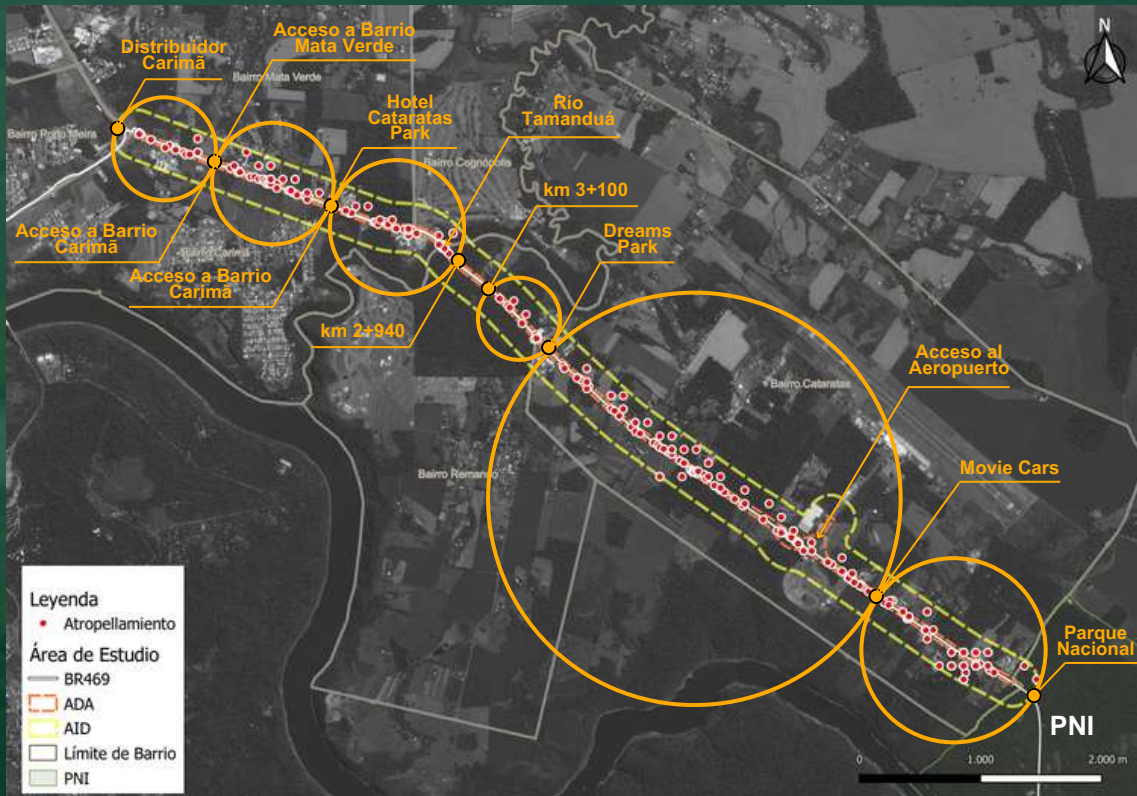 Distribuidor
Carimã
Acceso a Barrio
Mata Verde
Bairro Mata Verde
Hotel
Cataratas
Park
Río
Tamanduá
N
Bairro Porto Meira
Bairro Cognópolis
km 3+100
Dreams
Park
Acceso a Barrio
Carimã
Bairro Carimã
Acceso a Barrio
Carimã
km 2+940
Acceso al
Aeropuerto
Bairro Cataratas
Bairro Remanso
Movie Cars
Parque
Nacional
PNI
Leyenda
Atropellamiento
Área de Estudio
BR469
ADA
AID
Límite de Barrio
PNI
0 1.000 2.000 m